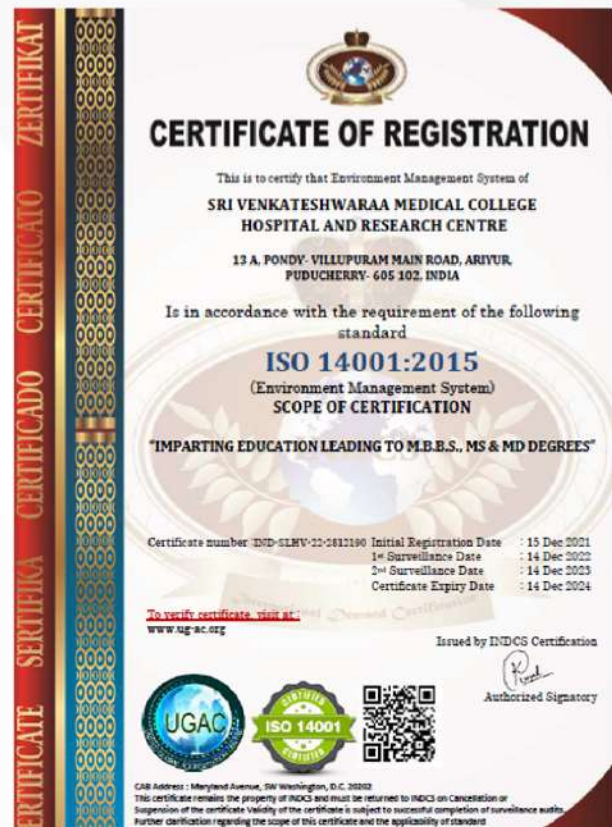 CERTIFICATE SERTIFIKA CERTIFICADO CERTIFICATO ZERTIFIKAT
CERTIFICATE OF REGISTRATION
This is to certify that Environment Management System of
SRI VENKATESHWARAA MEDICAL COLLEGE
HOSPITAL AND RESEARCH CENTRE
13 A, PONDY- VILLUPURAM MAIN ROAD, ARIYUR,
PUDUCHERRY- 605 102, INDIA
Is in accordance with the requirement of the following
standard
ISO 14001:2015
(Environment Management System)
SCOPE OF CERTIFICATION
"IMPARTING EDUCATION LEADING TO M.B.B.S., MS & MD DEGREES"
Certificate number IND-SLHV-22-2812190 Initial Registration Date : 15 Dec 2021
1st Surveillance Date : 14 Dec 2022
2nd Surveillance Date : 14 Dec 2023
Certificate Expiry Date : 14 Dec 2024
To verify certificate, visit at :
www.ug-ac.org
Issued by INDCS Certification
Authorized Signatory
UGAC
CERTIFIED
ISO 14001
CERTIFIED
CAB Address : Maryland Avenue, SW Washington, D.C. 20202
This certificate remains the property of INDCS and must be returned to INDCS on Cancellation or
Suspension of the certificate Validity of the certificate is subject to successful completion of surveillance audits.
Further clarification regarding the scope of this certificate and the applicability of standard